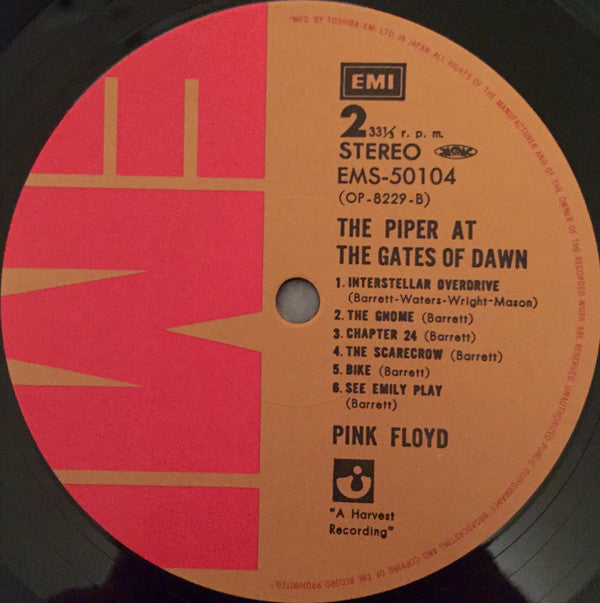 "MFD. BY TOSHIBA-EMI LTD. IN JAPAN. ALL RIGHTS OF THE MANUFACTURER AND OF THE OWNER OF THE RECORDED WORK ARE RESERVED. UNAUTHORIZED PUBLIC PERFORMANCE BROADCASTING AND COPYING OF THE RECORD PROHIBITED"
EMI
EMI
2 33⅓ r. p. m.
STEREO
EMS-50104
(OP-8229-B)
THE PIPER AT
THE GATES OF DAWN
1. INTERSTELLAR OVERDRIVE
(Barrett-Waters-Wright-Mason)
2. THE GNOME (Barrett)
3. CHAPTER 24 (Barrett)
4. THE SCARECROW (Barrett)
5. BIKE (Barrett)
6. SEE EMILY PLAY
(Barrett)
PINK FLOYD
"A Harvest
Recording"